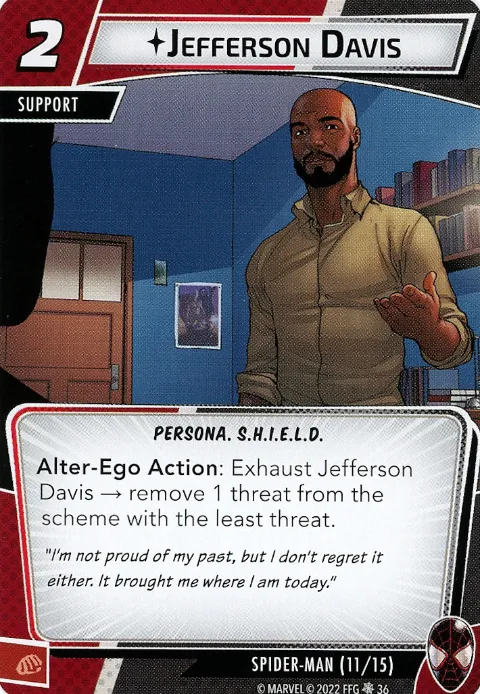 2
JEFFERSON DAVIS
SUPPORT
PERSONA. S.H.I.E.L.D.
Alter-Ego Action: Exhaust Jefferson
Davis → remove 1 threat from the
scheme with the least threat.
"I'm not proud of my past, but I don't regret it
either. It brought me where I am today."
SPIDER-MAN (11/15)
© MARVEL © 2022 FFG 36